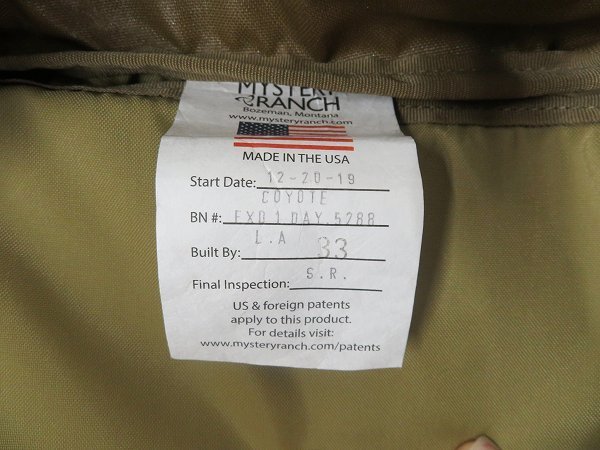 MYSTERY
RANCH
Bozeman, Montana
www.mysteryranch.com
MADE IN THE USA
Start Date: 12-20-19
COYOTE
BN #: EXD 1 DAY. 5288
Built By: L.A 33
Final Inspection: S.R.
US & foreign patents
apply to this product.
For details visit:
www.mysteryranch.com/patents